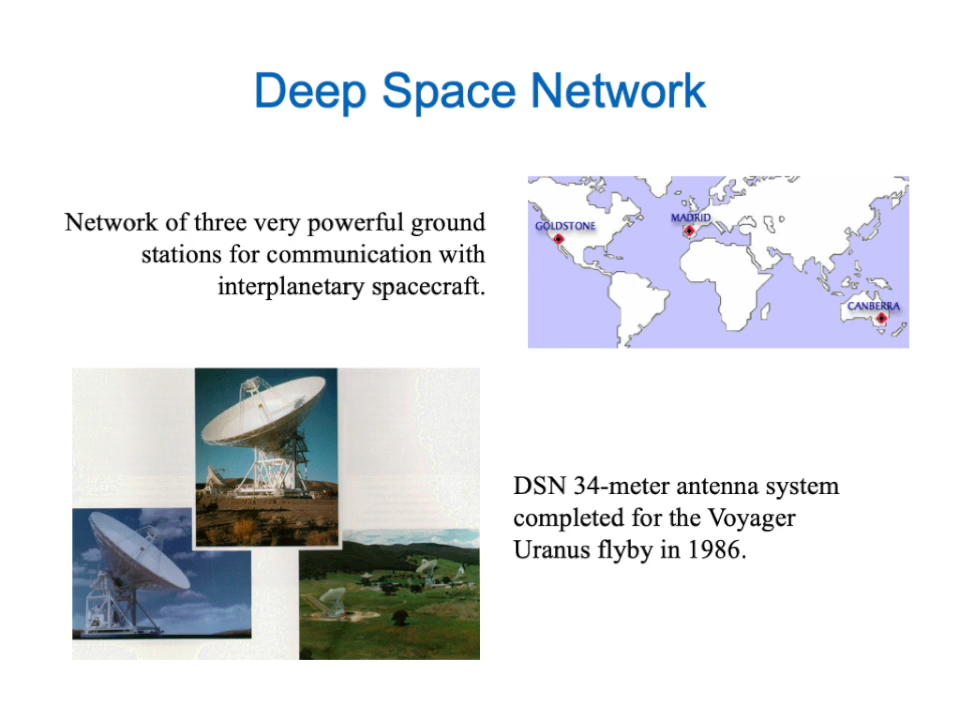 Deep Space Network
Network of three very powerful ground
stations for communication with
interplanetary spacecraft.
GOLDSTONE
MADRID
CANBERRA
DSN 34-meter antenna system
completed for the Voyager
Uranus flyby in 1986.